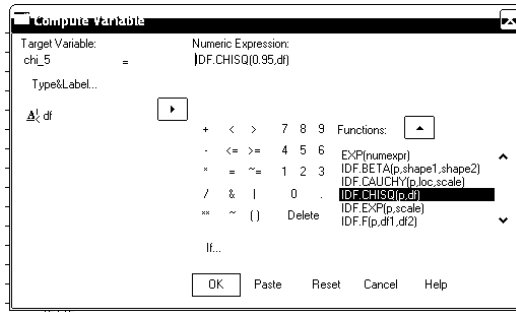 Compute Variable
Target Variable:
Numeric Expression:
chi_5
=
IDF.CHISQ(0.95,df)
Type&Label...
df
+ < > 7 8 9
- <= >= 4 5 6
* = ~= 1 2 3
/ & | 0 .
** ~ ( ) Delete
Functions:
EXP(numexpr)
IDF.BETA(p,shape1,shape2)
IDF.CAUCHY(p,loc,scale)
IDF.CHISQ(p,df)
IDF.EXP(p,scale)
IDF.F(p,df1,df2)
If...
OK Paste Reset Cancel Help